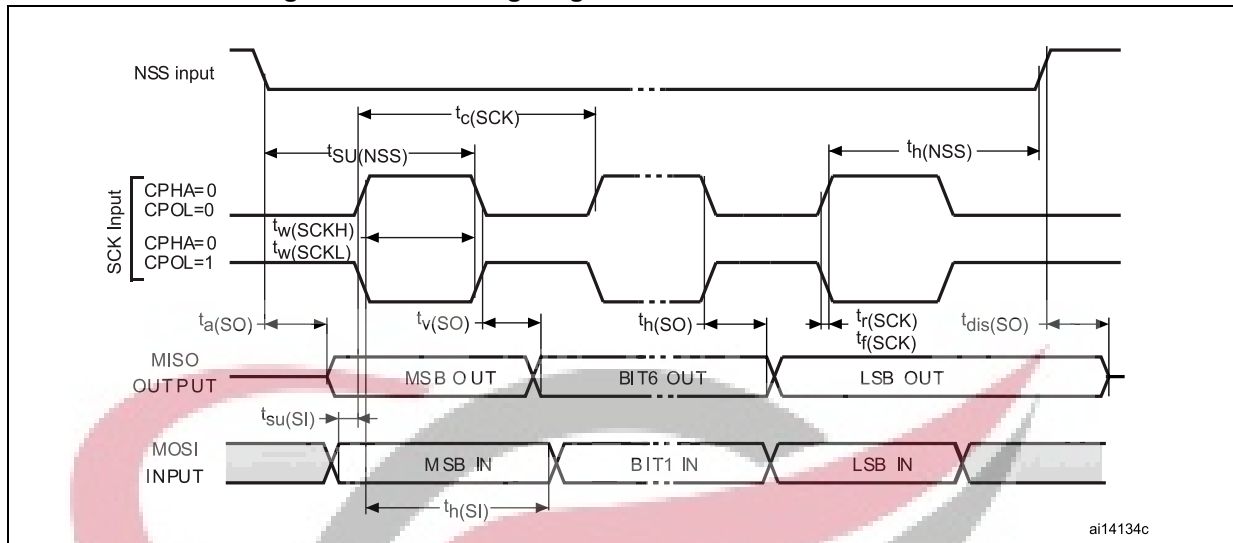 NSS input
tc(SCK)
tSU(NSS)
th(NSS)
SCK Input
CPHA=0
CPOL=0
tw(SCKH)
CPHA=0
tw(SCKL)
CPOL=1
ta(SO)
tv(SO)
th(SO)
tr(SCK)
tf(SCK)
tdis(SO)
MISO
OUTPUT
MSB OUT
BIT6 OUT
LSB OUT
tsu(SI)
MOSI
INPUT
MSB IN
BIT1 IN
LSB IN
th(SI)
ai14134c